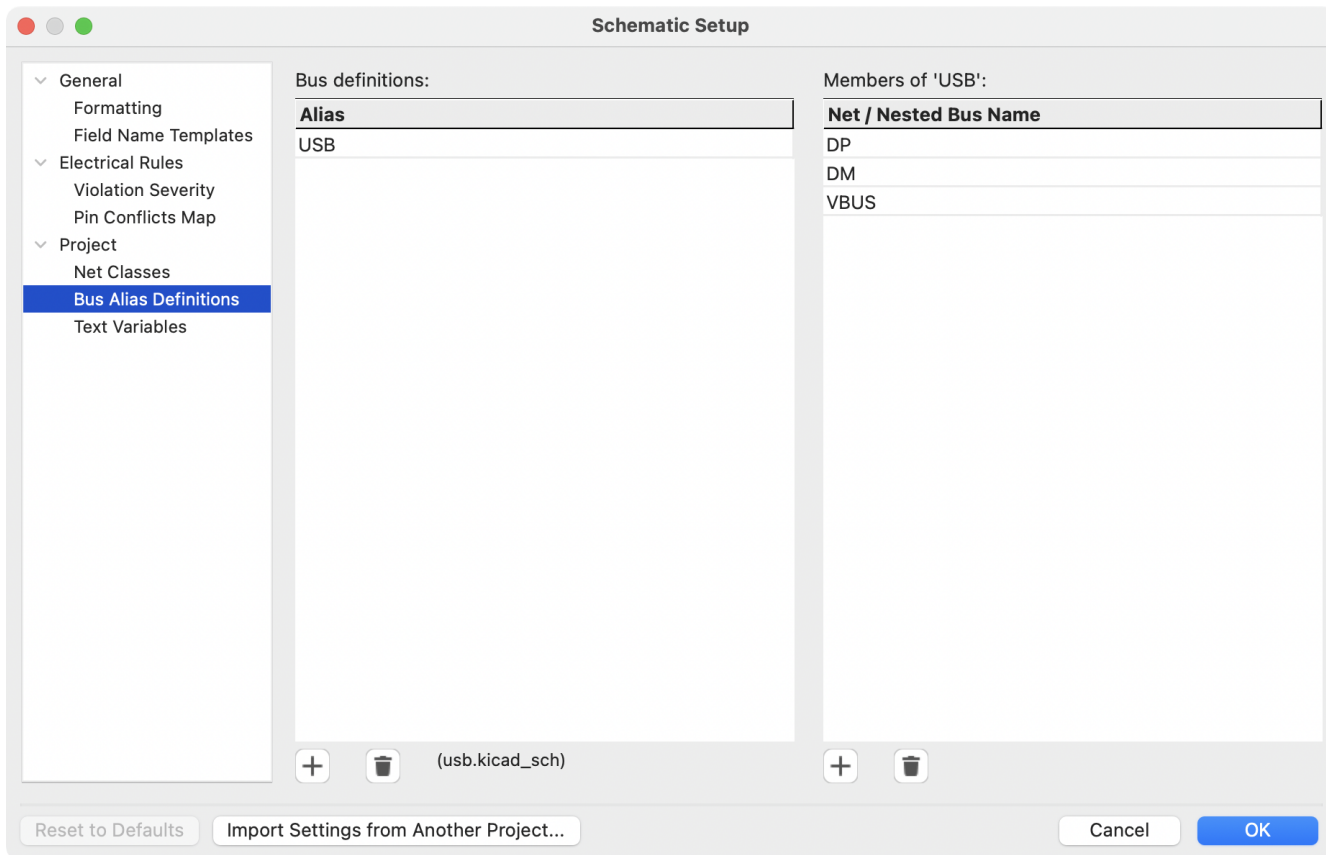 Schematic Setup
General
Formatting
Field Name Templates
Electrical Rules
Violation Severity
Pin Conflicts Map
Project
Net Classes
Bus Alias Definitions
Text Variables
Bus definitions:
Alias
USB
(usb.kicad_sch)
Members of 'USB':
Net / Nested Bus Name
DP
DM
VBUS
Reset to Defaults
Import Settings from Another Project...
Cancel
OK